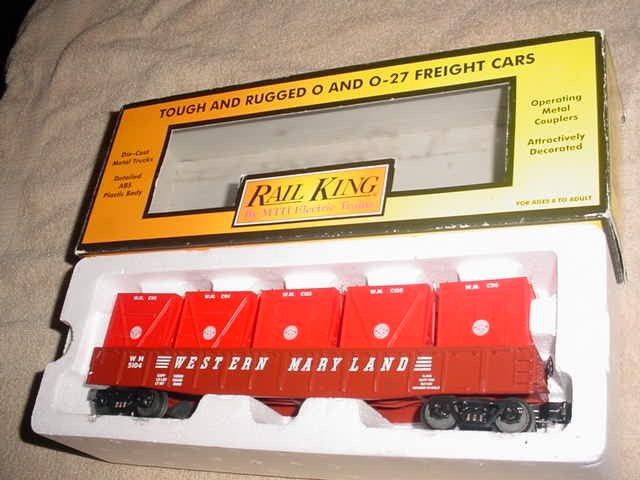 TOUGH AND RUGGED O AND O-27 FREIGHT CARS
Die-Cast
Metal Trucks
Detailed
ABS
Plastic Body
Operating
Metal
Couplers
Attractively
Decorated
RAIL KING
By MTH Electric Trains
FOR AGES 8 TO ADULT
W.M.
W.M.
W.M.
W.M.
W.M.
WM
5104
WESTERN MARYLAND